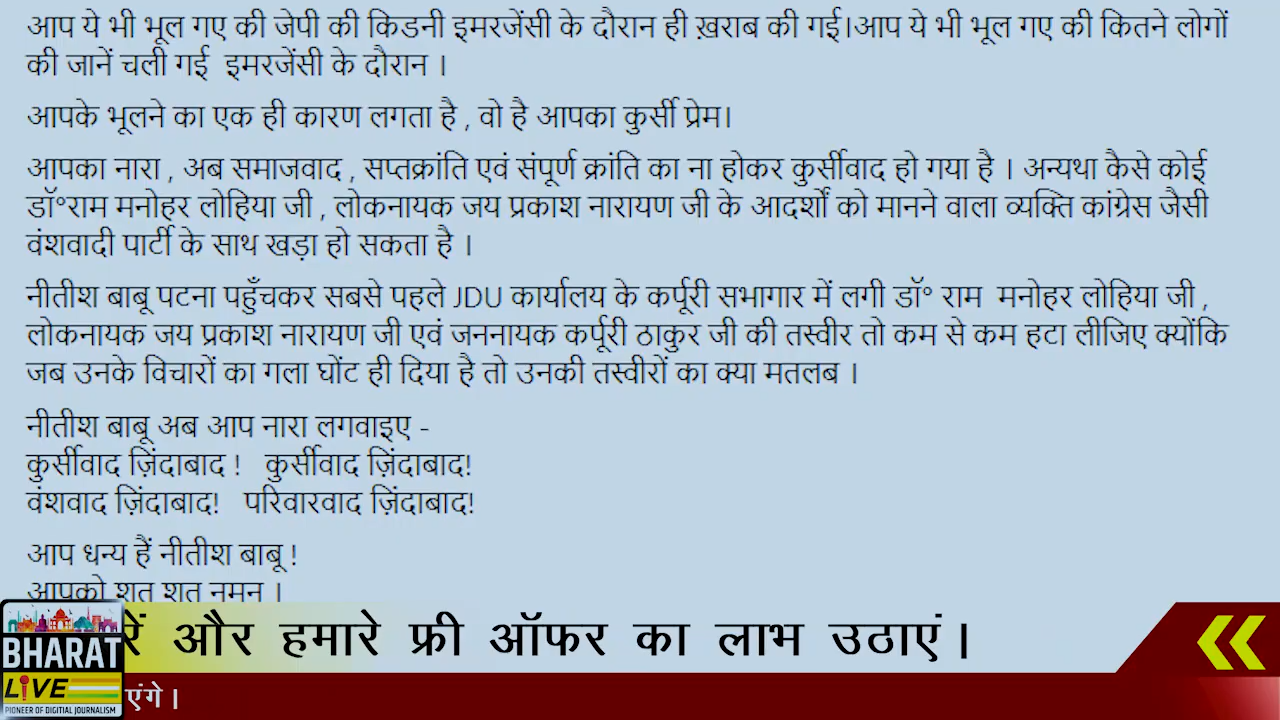 आप ये भी भूल गए की जेपी की किडनी इमरजेंसी के दौरान ही ख़राब की गई।आप ये भी भूल गए की कितने लोगों
की जानें चली गई इमरजेंसी के दौरान ।
आपके भूलने का एक ही कारण लगता है , वो है आपका कुर्सी प्रेम।
आपका नारा , अब समाजवाद , सप्तक्रांति एवं संपूर्ण क्रांति का ना होकर कुर्सीवाद हो गया है । अन्यथा कैसे कोई
डॉ°राम मनोहर लोहिया जी , लोकनायक जय प्रकाश नारायण जी के आदर्शों को मानने वाला व्यक्ति कांग्रेस जैसी
वंशवादी पार्टी के साथ खड़ा हो सकता है ।
नीतीश बाबू पटना पहुँचकर सबसे पहले JDU कार्यालय के कर्पूरी सभागार में लगी डॉ° राम मनोहर लोहिया जी ,
लोकनायक जय प्रकाश नारायण जी एवं जननायक कर्पूरी ठाकुर जी की तस्वीर तो कम से कम हटा लीजिए क्योंकि
जब उनके विचारों का गला घोंट ही दिया है तो उनकी तस्वीरों का क्या मतलब ।
नीतीश बाबू अब आप नारा लगवाइए -
कुर्सीवाद ज़िंदाबाद ! कुर्सीवाद ज़िंदाबाद!
वंशवाद ज़िंदाबाद! परिवारवाद ज़िंदाबाद!
आप धन्य हैं नीतीश बाबू !
आपको शत शत नमन ।
रें और हमारे फ्री ऑफर का लाभ उठाएं।
BHARAT
LIVE
PIONEER OF DIGITIAL JOURNALISM
एंगे ।